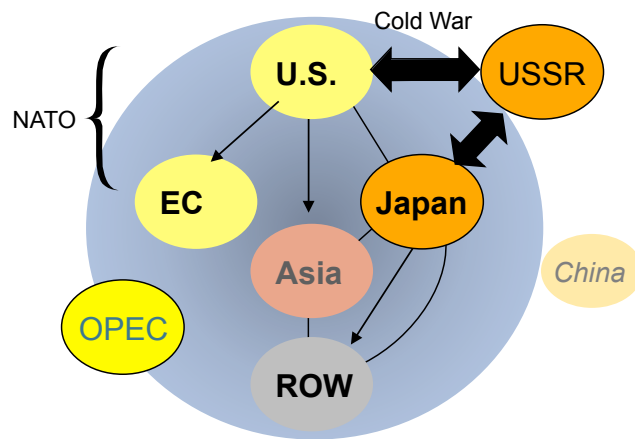 Cold War
U.S.
USSR
NATO
EC
Japan
Asia
China
OPEC
ROW